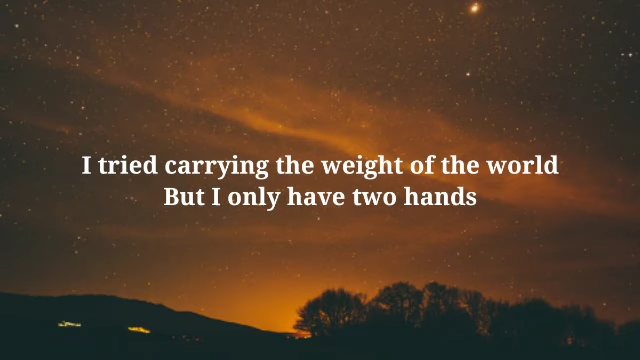 I tried carrying the weight of the world
But I only have two hands